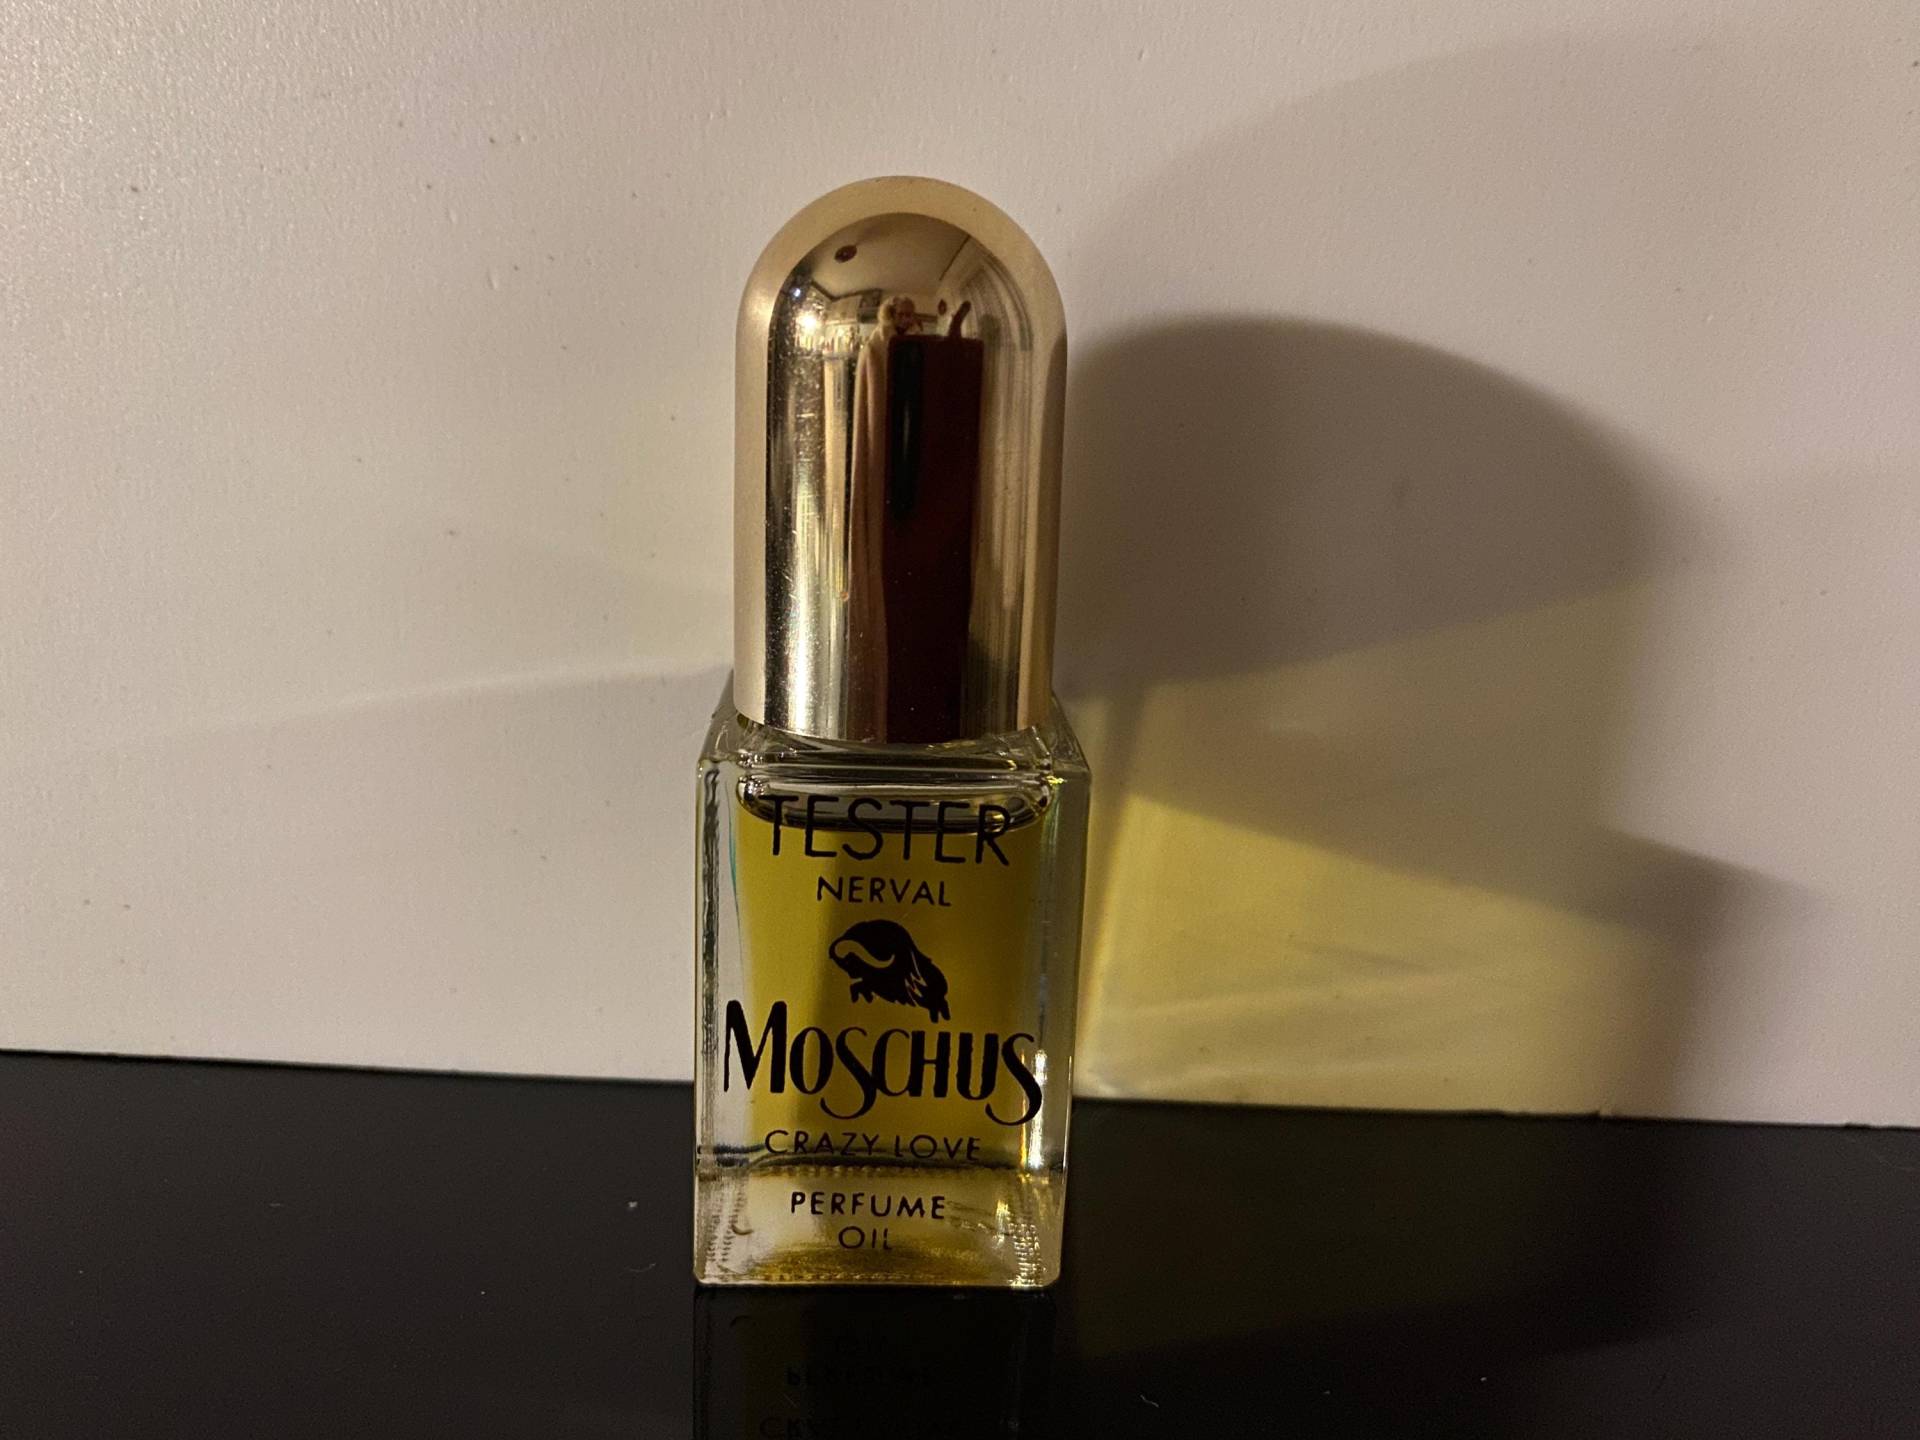 TESTER
NERVAL
MOSCHUS
CRAZY LOVE
PERFUME
OIL